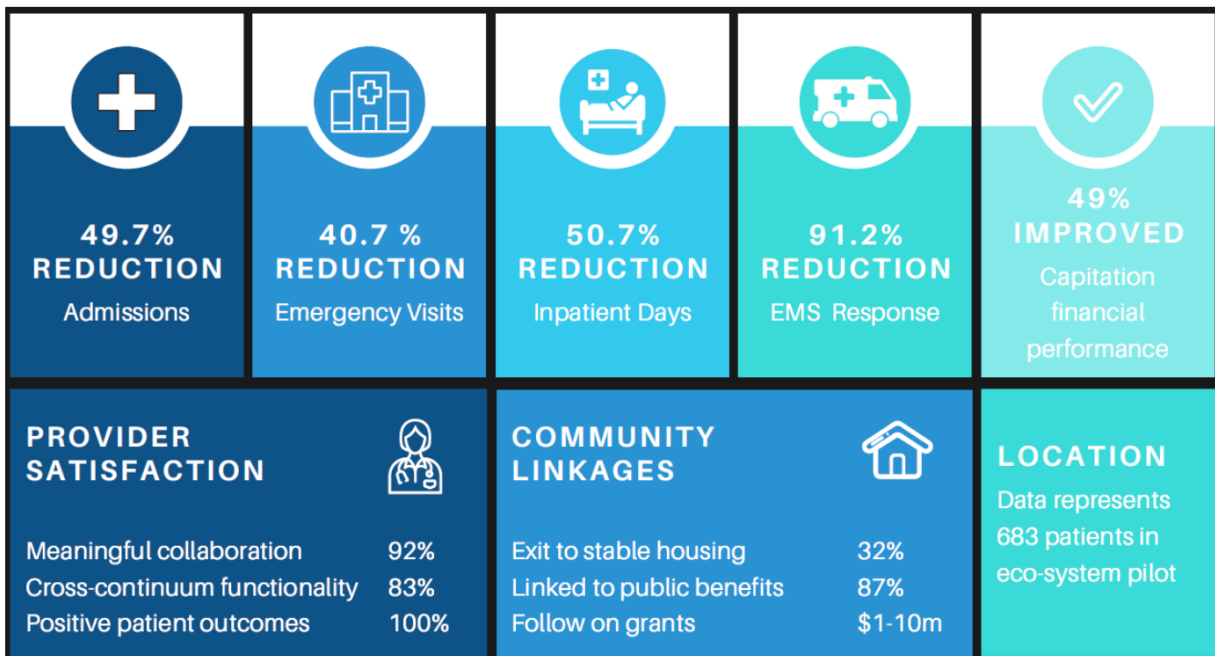 49.7%
REDUCTION
Admissions
40.7 %
REDUCTION
Emergency Visits
50.7%
REDUCTION
Inpatient Days
91.2%
REDUCTION
EMS Response
49%
IMPROVED
Capitation
financial
performance
PROVIDER
SATISFACTION
Meaningful collaboration 92%
Cross-continuum functionality 83%
Positive patient outcomes 100%
COMMUNITY
LINKAGES
Exit to stable housing 32%
Linked to public benefits 87%
Follow on grants $1-10m
LOCATION
Data represents
683 patients in
eco-system pilot